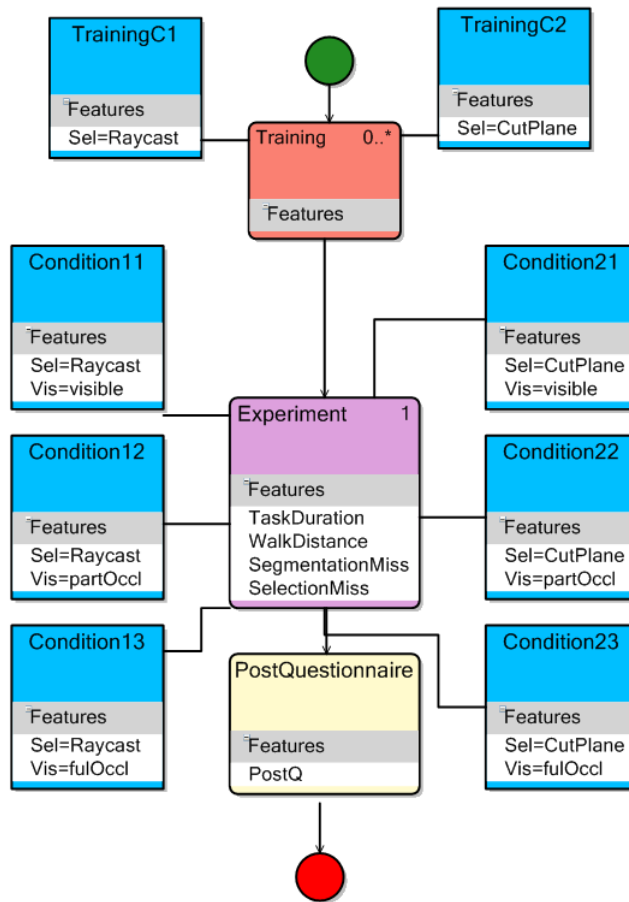 TrainingC1
Features
Sel=Raycast
TrainingC2
Features
Sel=CutPlane
Training 0..*
Features
Condition11
Features
Sel=Raycast
Vis=visible
Condition21
Features
Sel=CutPlane
Vis=visible
Experiment 1
Features
TaskDuration
WalkDistance
SegmentationMiss
SelectionMiss
Condition12
Features
Sel=Raycast
Vis=partOccl
Condition22
Features
Sel=CutPlane
Vis=partOccl
Condition13
Features
Sel=Raycast
Vis=fulOccl
PostQuestionnaire
Features
PostQ
Condition23
Features
Sel=CutPlane
Vis=fulOccl